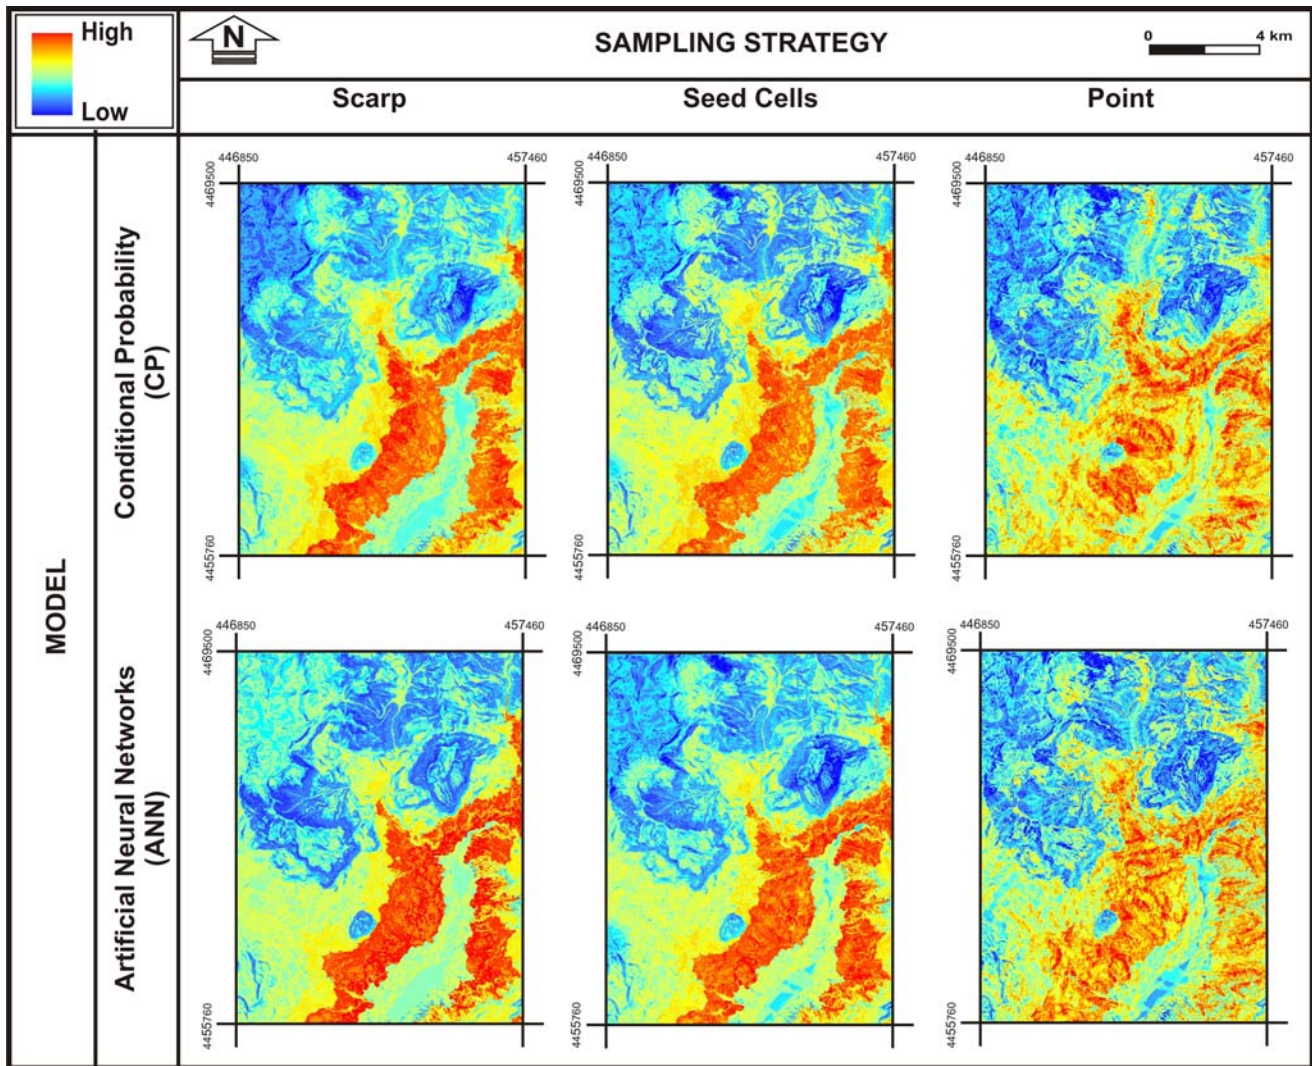 High
Low
N
SAMPLING STRATEGY
0 4 km
Scarp
Seed Cells
Point
MODEL
Conditional Probability
(CP)
446850
457460
4469500
4455760
446850
457460
4469500
4455760
446850
457460
4469500
4455760
Artificial Neural Networks
(ANN)
446850
457460
4469500
4455760
446850
457460
4469500
4455760
446850
457460
4469500
4455760